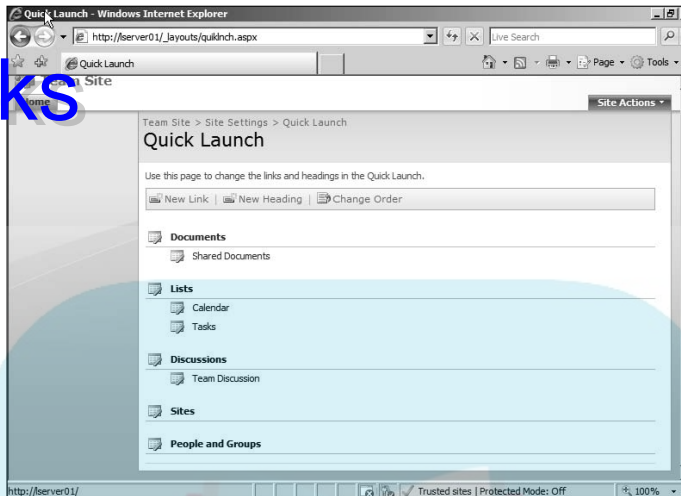 Quick Launch - Windows Internet Explorer
http://lserver01/_layouts/quiklnch.aspx
Live Search
Quick Launch
Page
Tools
ks
Team Site
Home
Site Actions
Team Site > Site Settings > Quick Launch
Quick Launch
Use this page to change the links and headings in the Quick Launch.
New Link | New Heading | Change Order
Documents
Shared Documents
Lists
Calendar
Tasks
Discussions
Team Discussion
Sites
People and Groups
http://lserver01/
Trusted sites | Protected Mode: Off
100%